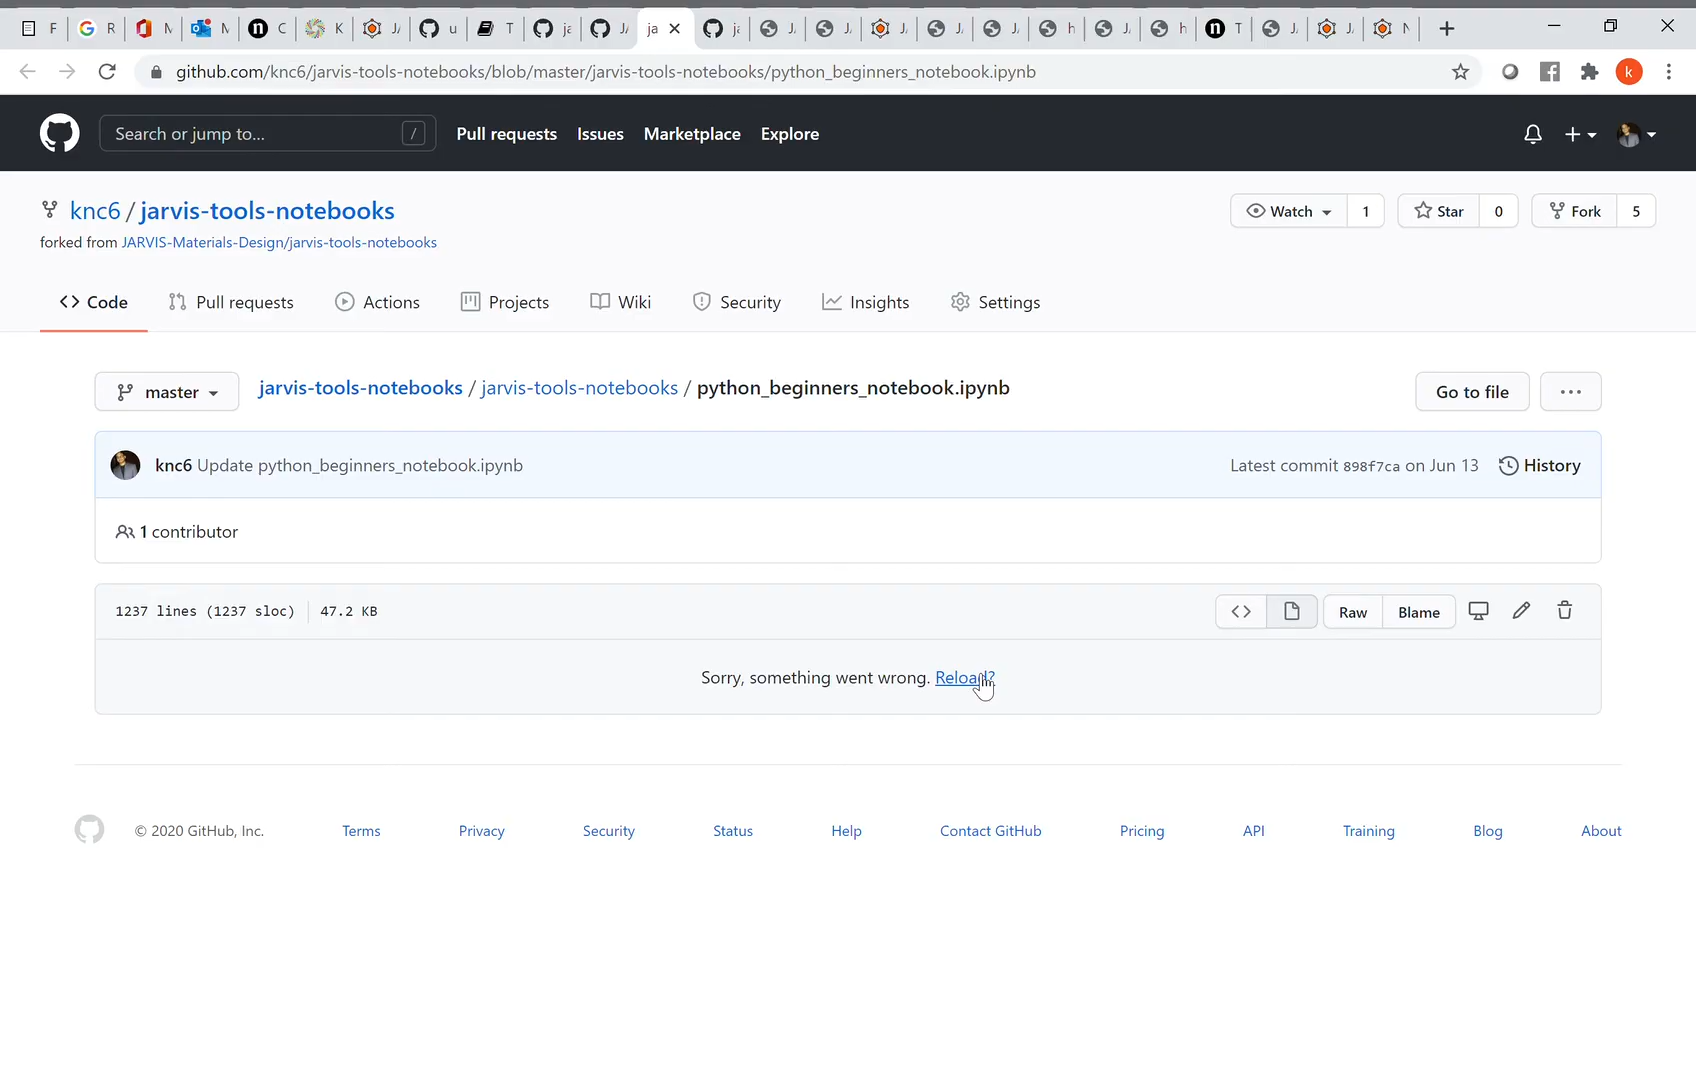 F R M M C K J/ u T ja J/ ja ja J. J. J. J. J. h J. h T J. J. N
github.com/knc6/jarvis-tools-notebooks/blob/master/jarvis-tools-notebooks/python_beginners_notebook.ipynb k
Search or jump to... / Pull requests Issues Marketplace Explore
knc6 / jarvis-tools-notebooks Watch 1 Star 0 Fork 5
forked from JARVIS-Materials-Design/jarvis-tools-notebooks
Code Pull requests Actions Projects Wiki Security Insights Settings
master jarvis-tools-notebooks / jarvis-tools-notebooks / python_beginners_notebook.ipynb Go to file
knc6 Update python_beginners_notebook.ipynb Latest commit 898f7ca on Jun 13 History
1 contributor
1237 lines (1237 sloc) 47.2 KB Raw Blame
Sorry, something went wrong. Reload?
© 2020 GitHub, Inc. Terms Privacy Security Status Help Contact GitHub Pricing API Training Blog About